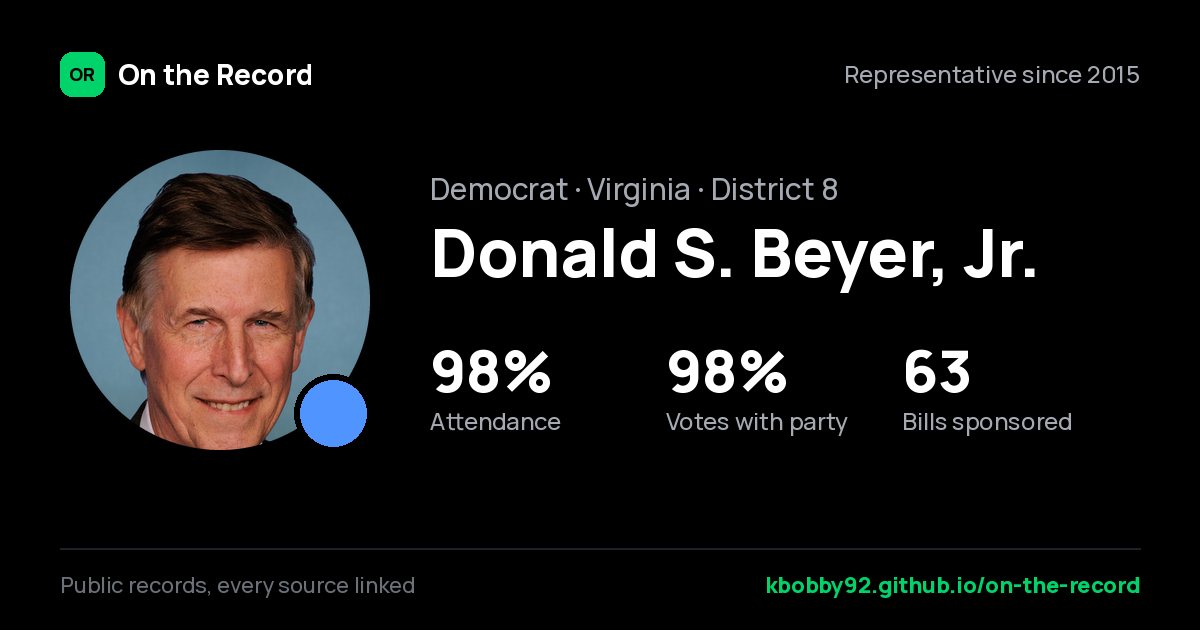 OR On the Record
Representative since 2015
Democrat · Virginia · District 8
Donald S. Beyer, Jr.
98% 98% 63
Attendance Votes with party Bills sponsored
Public records, every source linked
kbobby92.github.io/on-the-record